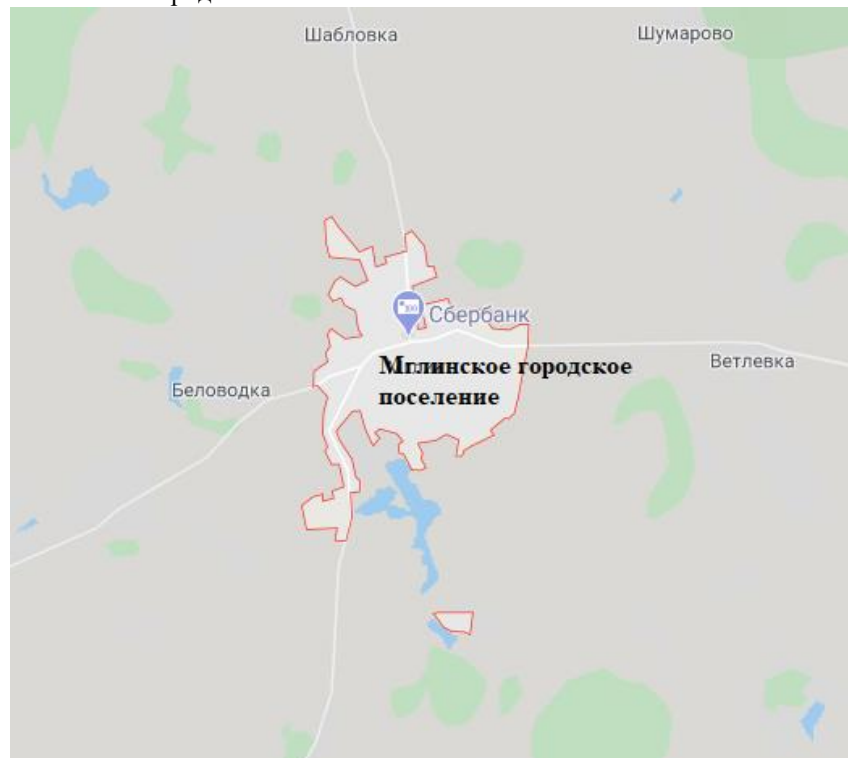 Шабловка
Шумарово
Сбербанк
Мглинское городское
поселение
Ветлевка
Беловодка